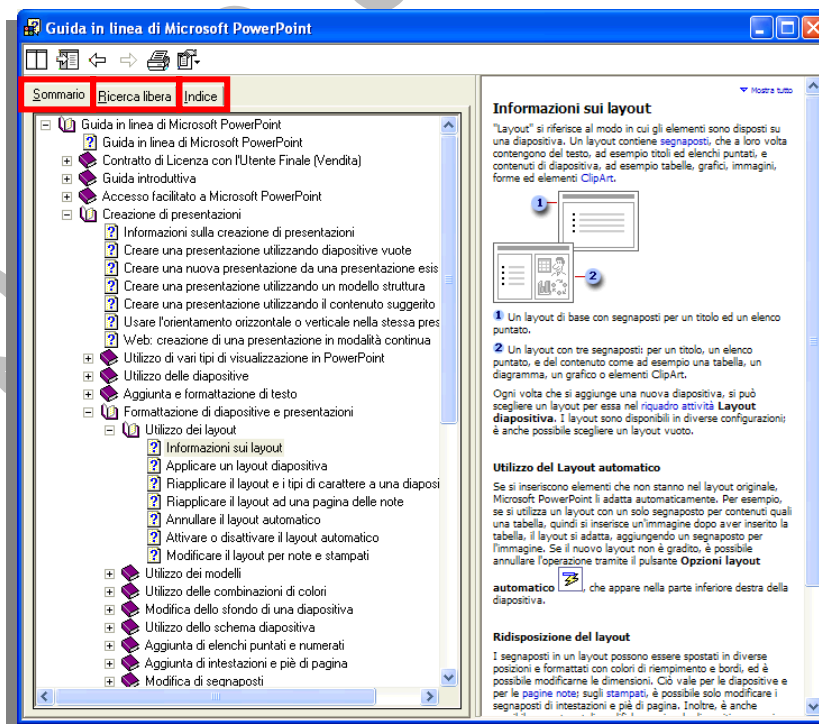 Guida in linea di Microsoft PowerPoint
Sommario Ricerca libera Indice
Guida in linea di Microsoft PowerPoint
Guida in linea di Microsoft PowerPoint
Contratto di Licenza con l'Utente Finale (Vendita)
Guida introduttiva
Accesso facilitato a Microsoft PowerPoint
Creazione di presentazioni
Informazioni sulla creazione di presentazioni
Creare una presentazione utilizzando diapositive vuote
Creare una nuova presentazione da una presentazione esis
Creare una presentazione utilizzando un modello struttura
Creare una presentazione utilizzando il contenuto suggerito
Usare l'orientamento orizzontale o verticale nella stessa pres
Web: creazione di una presentazione in modalità continua
Utilizzo di vari tipi di visualizzazione in PowerPoint
Utilizzo delle diapositive
Aggiunta e formattazione di testo
Formattazione di diapositive e presentazioni
Utilizzo dei layout
Informazioni sui layout
Applicare un layout diapositiva
Riapplicare il layout e i tipi di carattere a una diaposi
Riapplicare il layout ad una pagina delle note
Annullare il layout automatico
Attivare o disattivare il layout automatico
Modificare il layout per note e stampati
Utilizzo dei modelli
Utilizzo delle combinazioni di colori
Modifica dello sfondo di una diapositiva
Utilizzo dello schema diapositiva
Aggiunta di elenchi puntati e numerati
Aggiunta di intestazioni e piè di pagina
Modifica di segnaposti
Mostra tutto
Informazioni sui layout
"Layout" si riferisce al modo in cui gli elementi sono disposti su
una diapositiva. Un layout contiene segnaposti, che a loro volta
contengono del testo, ad esempio titoli ed elenchi puntati, e
contenuti di diapositiva, ad esempio tabelle, grafici, immagini,
forme ed elementi ClipArt.
1
2
1 Un layout di base con segnaposti per un titolo ed un elenco
puntato.
2 Un layout con tre segnaposti: per un titolo, un elenco
puntato, e del contenuto come ad esempio una tabella, un
diagramma, un grafico o elementi ClipArt.
Ogni volta che si aggiunge una nuova diapositiva, si può
scegliere un layout per essa nel riquadro attività Layout
diapositiva. I layout sono disponibili in diverse configurazioni;
è anche possibile scegliere un layout vuoto.
Utilizzo del Layout automatico
Se si inseriscono elementi che non stanno nel layout originale,
Microsoft PowerPoint li adatta automaticamente. Per esempio,
se si utilizza un layout con un solo segnaposto per contenuti quali
una tabella, quindi si inserisce un'immagine dopo aver inserito la
tabella, il layout si adatta, aggiungendo un segnaposto per
l'immagine. Se il nuovo layout non è gradito, è possibile
annullare l'operazione tramite il pulsante Opzioni layout
automatico , che appare nella parte inferiore destra della
diapositiva.
Ridisposizione del layout
I segnaposti in un layout possono essere spostati in diverse
posizioni e formattati con colori di riempimento e bordi, ed è
possibile modificarne le dimensioni. Ciò vale per le diapositive e
per le pagine note; sugli stampati, è possibile solo modificare i
segnaposti di intestazioni e piè di pagina. Inoltre, è anche